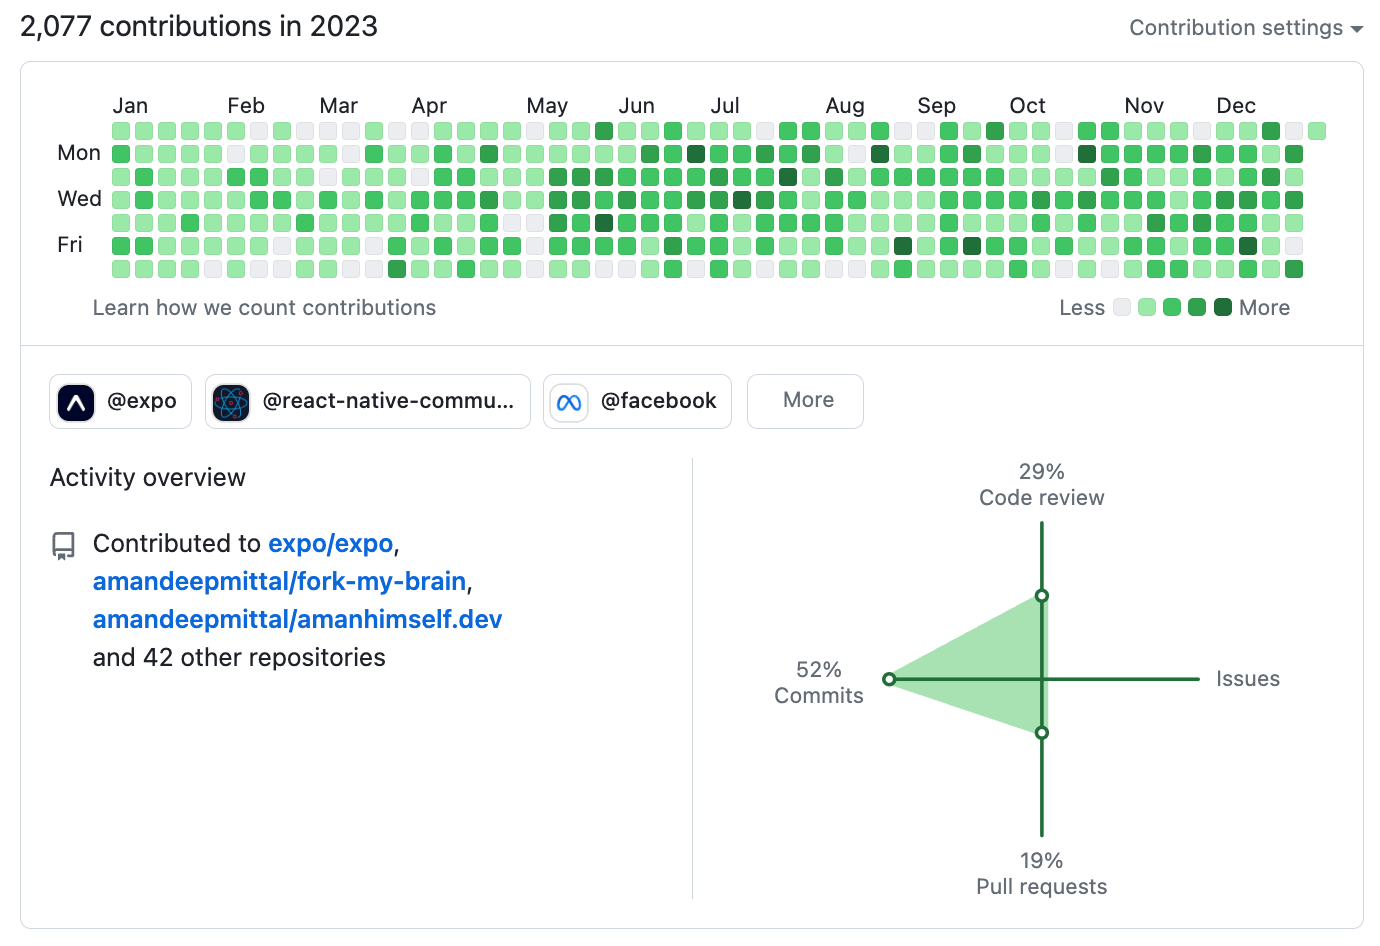 2,077 contributions in 2023
Contribution settings
Jan Feb Mar Apr May Jun Jul Aug Sep Oct Nov Dec
Mon
Wed
Fri
Learn how we count contributions
Less More
@expo @react-native-commu... @facebook More
Activity overview
Contributed to expo/expo,
amandeepmittal/fork-my-brain,
amandeepmittal/amanhimself.dev
and 42 other repositories
29%
Code review
52%
Commits
Issues
19%
Pull requests